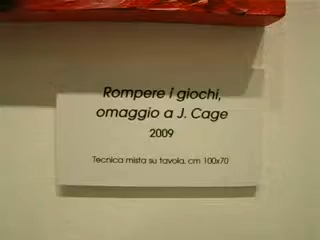 Rompere i giochi,
omaggio a J. Cage
2009
Tecnica mista su tavola, cm 100x70